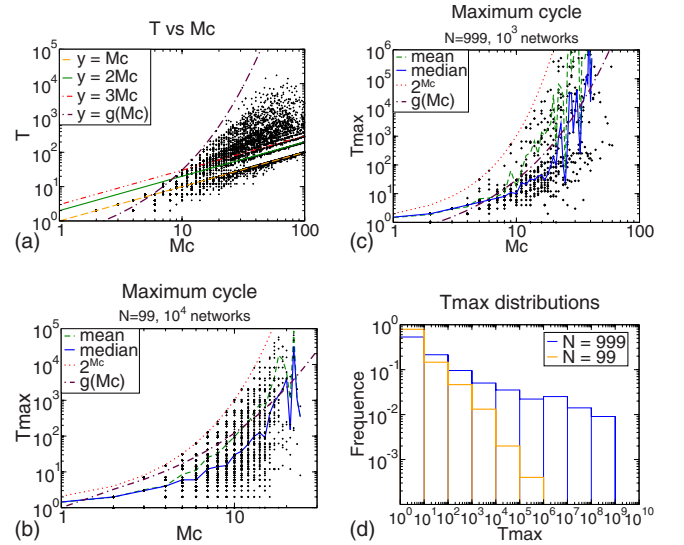 T vs Mc
10^5
10^4
10^3
10^2
10^1
10^0
T
y = Mc
y = 2Mc
y = 3Mc
y = g(Mc)
1
10
100
Mc
(a)
Maximum cycle
N=999, 10^3 networks
10^6
10^5
10^4
10^3
10^2
10^1
10^0
Tmax
mean
median
2^Mc
g(Mc)
1
10
100
Mc
(c)
Maximum cycle
N=99, 10^4 networks
10^5
10^4
10^3
10^2
10^1
10^0
Tmax
mean
median
2^Mc
g(Mc)
1
10
Mc
(b)
Tmax distributions
10^0
10^-1
10^-2
10^-3
Frequence
N = 999
N = 99
10^0 10^1 10^2 10^3 10^4 10^5 10^6 10^7 10^8 10^9 10^10
Tmax
(d)